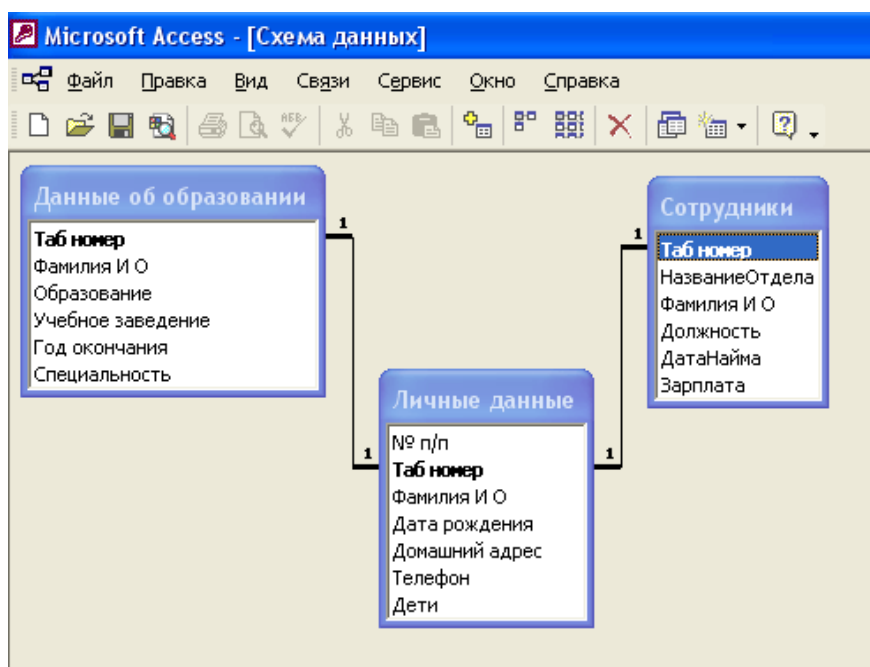 Microsoft Access - [Схема данных]
Файл Правка Вид Связи Сервис Окно Справка
Данные об образовании
Таб номер
Фамилия И О
Образование
Учебное заведение
Год окончания
Специальность
1
1
Сотрудники
Таб номер
НазваниеОтдела
Фамилия И О
Должность
ДатаНайма
Зарплата
Личные данные
№ п/п
Таб номер
Фамилия И О
Дата рождения
Домашний адрес
Телефон
Дети
1
1